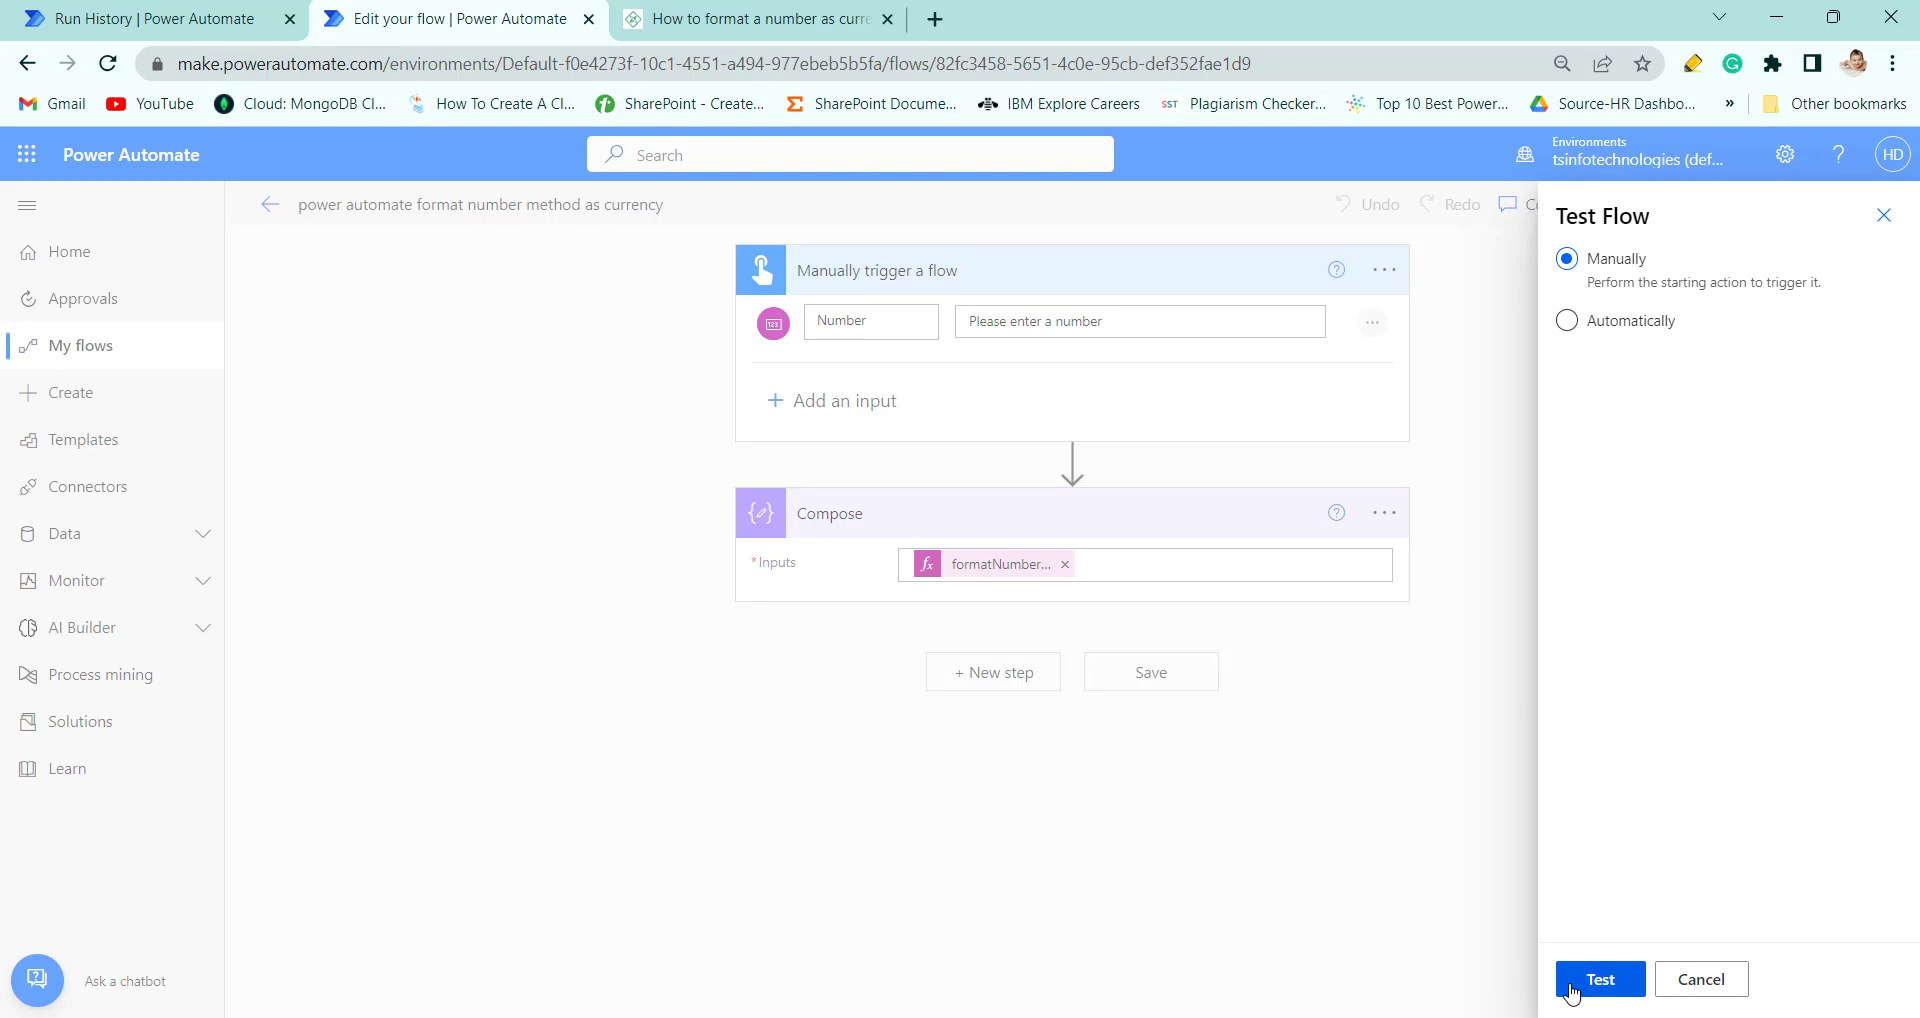 Run History | Power Automate
Edit your flow | Power Automate
How to format a number as curre
make.powerautomate.com/environments/Default-f0e4273f-10c1-4551-a494-977ebeb5b5fa/flows/82fc3458-5651-4c0e-95cb-def352fae1d9
Gmail
YouTube
Cloud: MongoDB Cl...
How To Create A Cl...
SharePoint - Create...
SharePoint Docume...
IBM Explore Careers
SST
Plagiarism Checker...
Top 10 Best Power...
Source-HR Dashbo...
»
Other bookmarks
Power Automate
Search
Environments
tsinfotechnologies (def...
?
HD
power automate format number method as currency
Undo
Redo
Co
Home
Approvals
My flows
Create
Templates
Connectors
Data
Monitor
AI Builder
Process mining
Solutions
Learn
Ask a chatbot
Manually trigger a flow
?
...
123
Number
Please enter a number
...
+ Add an input
Compose
?
...
* Inputs
fx
formatNumber... ×
+ New step
Save
Test Flow
Manually
Perform the starting action to trigger it.
Automatically
Test
Cancel